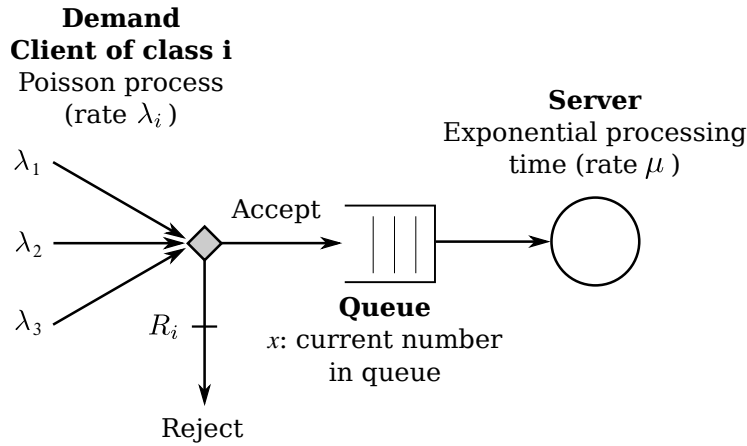 Demand
Client of class i
Poisson process
(rate λᵢ)
λ₁
λ₂
λ₃
Accept
Rᵢ
Reject
Queue
x: current number
in queue
Server
Exponential processing
time (rate μ)